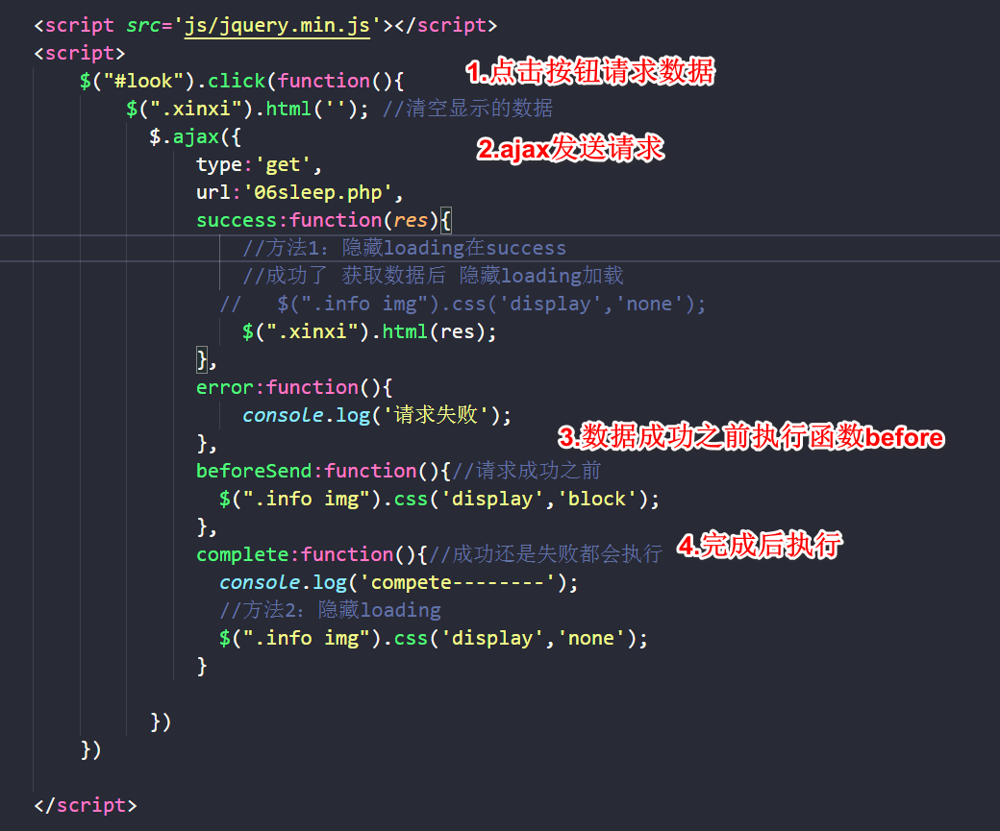 <script src='js/jquery.min.js'></script>
<script>
$("#look").click(function(){
1.点击按钮请求数据
$(".xinxi").html(''); //清空显示的数据
$.ajax({
2.ajax发送请求
type:'get',
url:'06sleep.php',
success:function(res){
//方法1：隐藏loading在success
//成功了 获取数据后 隐藏loading加载
// $(".info img").css('display','none');
$(".xinxi").html(res);
},
error:function(){
console.log('请求失败');
},
3.数据成功之前执行函数before
beforeSend:function(){//请求成功之前
$(".info img").css('display','block');
},
complete:function(){//成功还是失败都会执行
4.完成后执行
console.log('compete--------');
//方法2：隐藏loading
$(".info img").css('display','none');
}
})
})
</script>